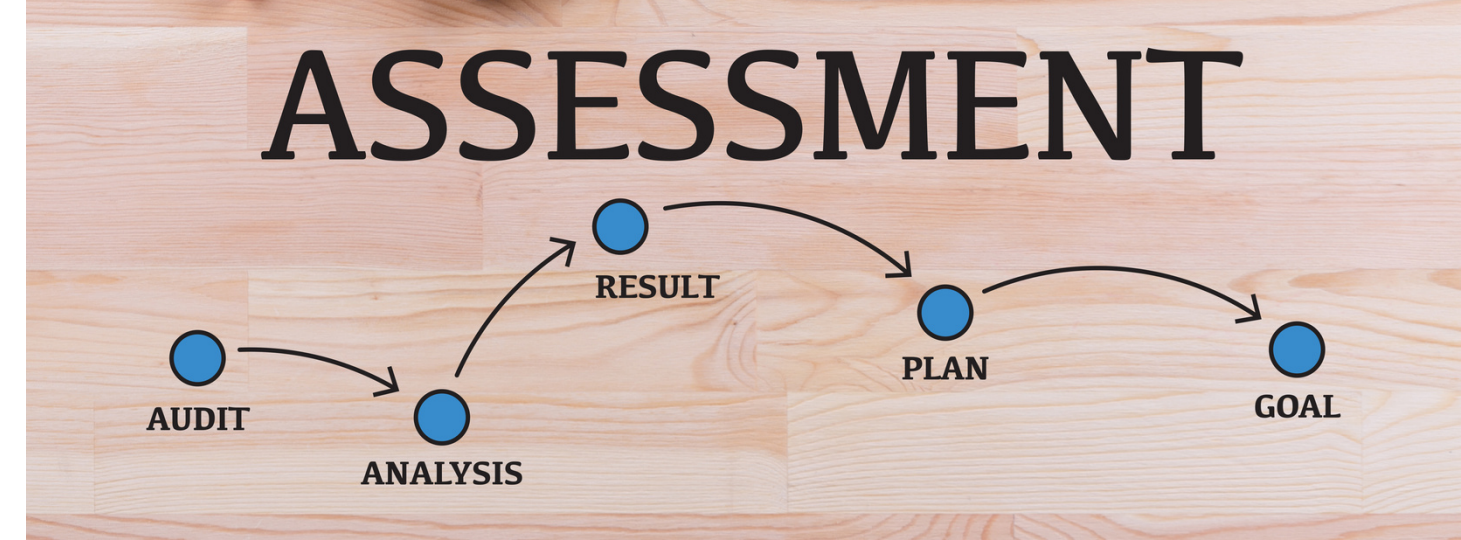 ASSESSMENT
AUDIT
ANALYSIS
RESULT
PLAN
GOAL